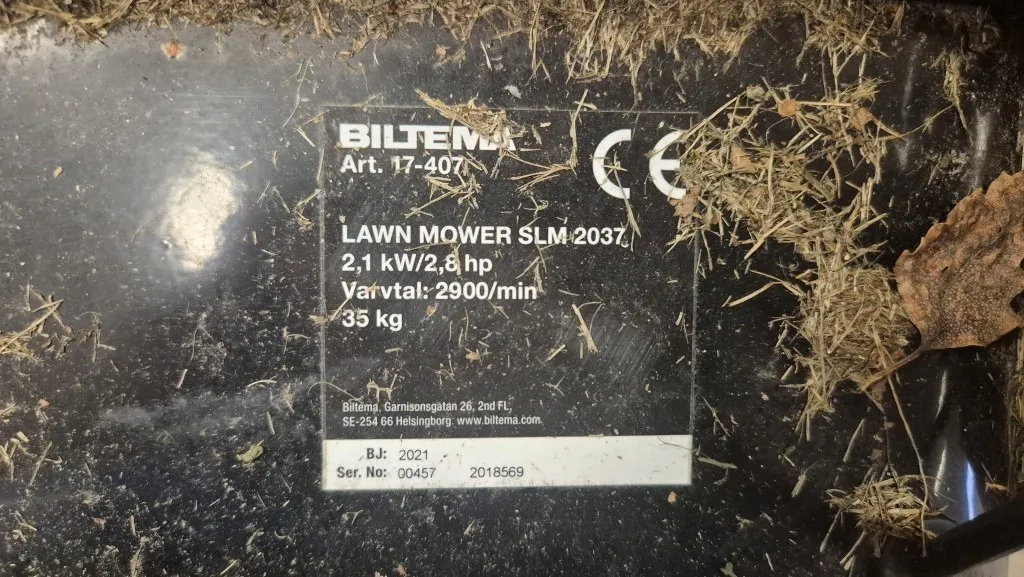 BILTEMA
Art. 17-407
CE
LAWN MOWER SLM 2037
2,1 kW/2,8 hp
Varvtal: 2900/min
35 kg
Biltema, Garnisonsgatan 26, 2nd FL,
SE-254 66 Helsingborg. www.biltema.com
BJ: 2021
Ser. No: 00457 2018569